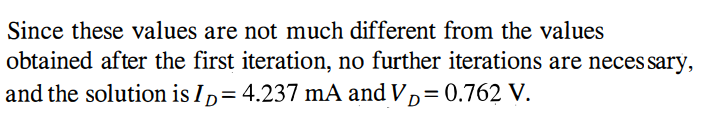 Since these values are not much different from the values
obtained after the first iteration, no further iterations are necessary,
and the solution is I_D = 4.237 mA and V_D = 0.762 V.